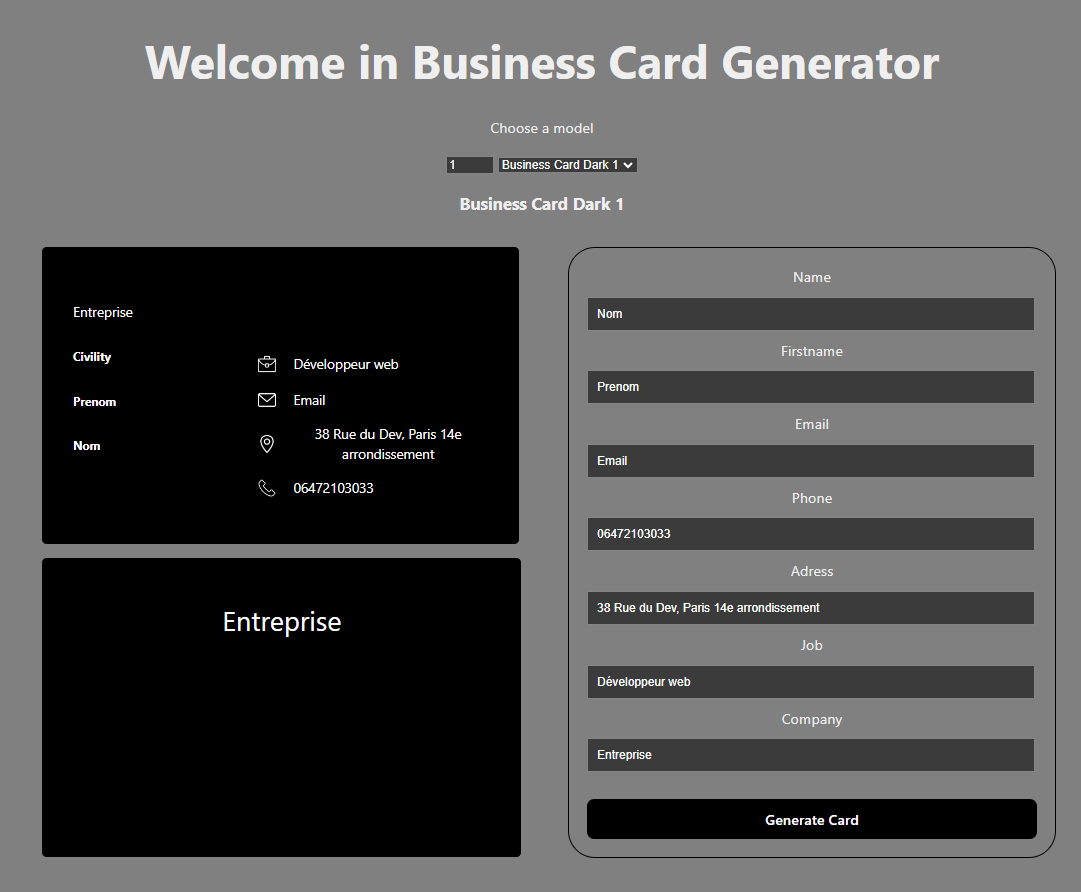 Welcome in Business Card Generator
Choose a model
1 Business Card Dark 1
Business Card Dark 1
Entreprise
Civility
Prenom
Nom
Développeur web
Email
38 Rue du Dev, Paris 14e
arrondissement
06472103033
Entreprise
Name
Nom
Firstname
Prenom
Email
Email
Phone
06472103033
Adress
38 Rue du Dev, Paris 14e arrondissement
Job
Développeur web
Company
Entreprise
Generate Card